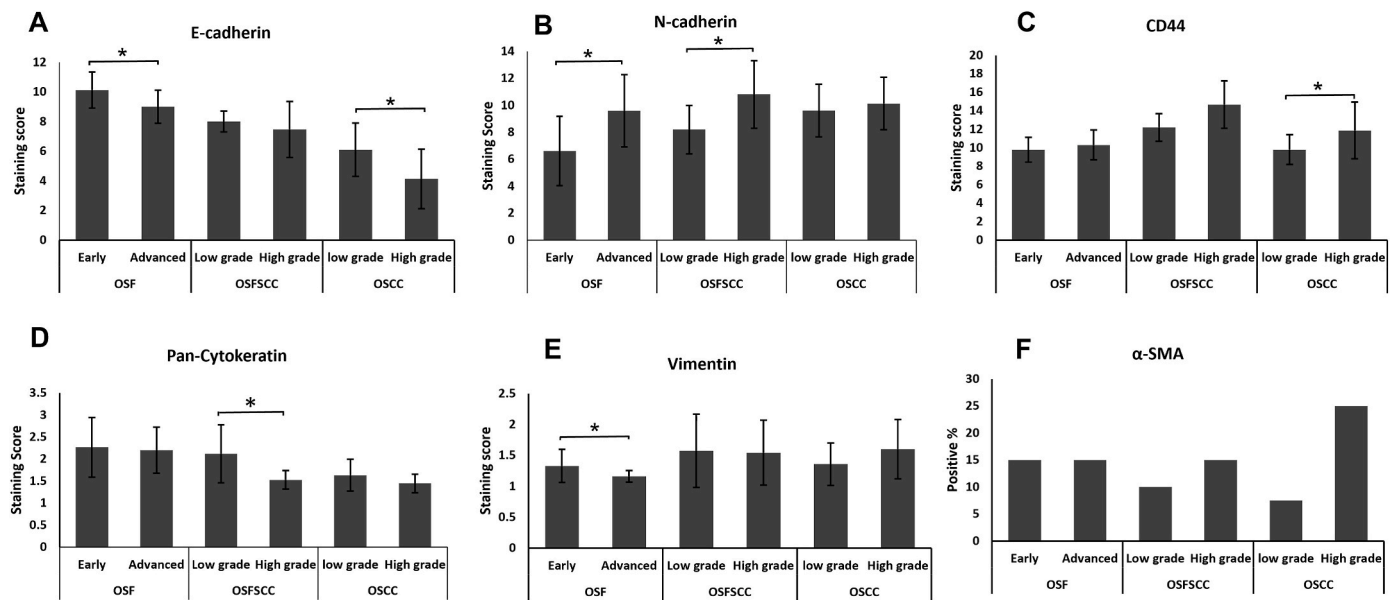 A
E-cadherin
Staining score
12
10
8
6
4
2
0
*
*
Early Advanced Low grade High grade low grade High grade
OSF OSFSCC OSCC
B
N-cadherin
Staining Score
14
12
10
8
6
4
2
0
*
*
Early Advanced Low grade High grade low grade High grade
OSF OSFSCC OSCC
C
CD44
Staining score
20
18
16
14
12
10
8
6
4
2
0
*
Early Advanced Low grade High grade low grade High grade
OSF OSFSCC OSCC
D
Pan-Cytokeratin
Staining Score
3.5
3
2.5
2
1.5
1
0.5
0
*
Early Advanced Low grade High grade Low grade High grade
OSF OSFSCC OSCC
E
Vimentin
Staining Score
2.5
2
1.5
1
0.5
0
*
Early Advanced Low grade High grade Low grade High grade
OSF OSFSCC OSCC
F
α-SMA
Positive %
30
25
20
15
10
5
0
Early Advanced Low grade High grade low grade High grade
OSF OSFSCC OSCC